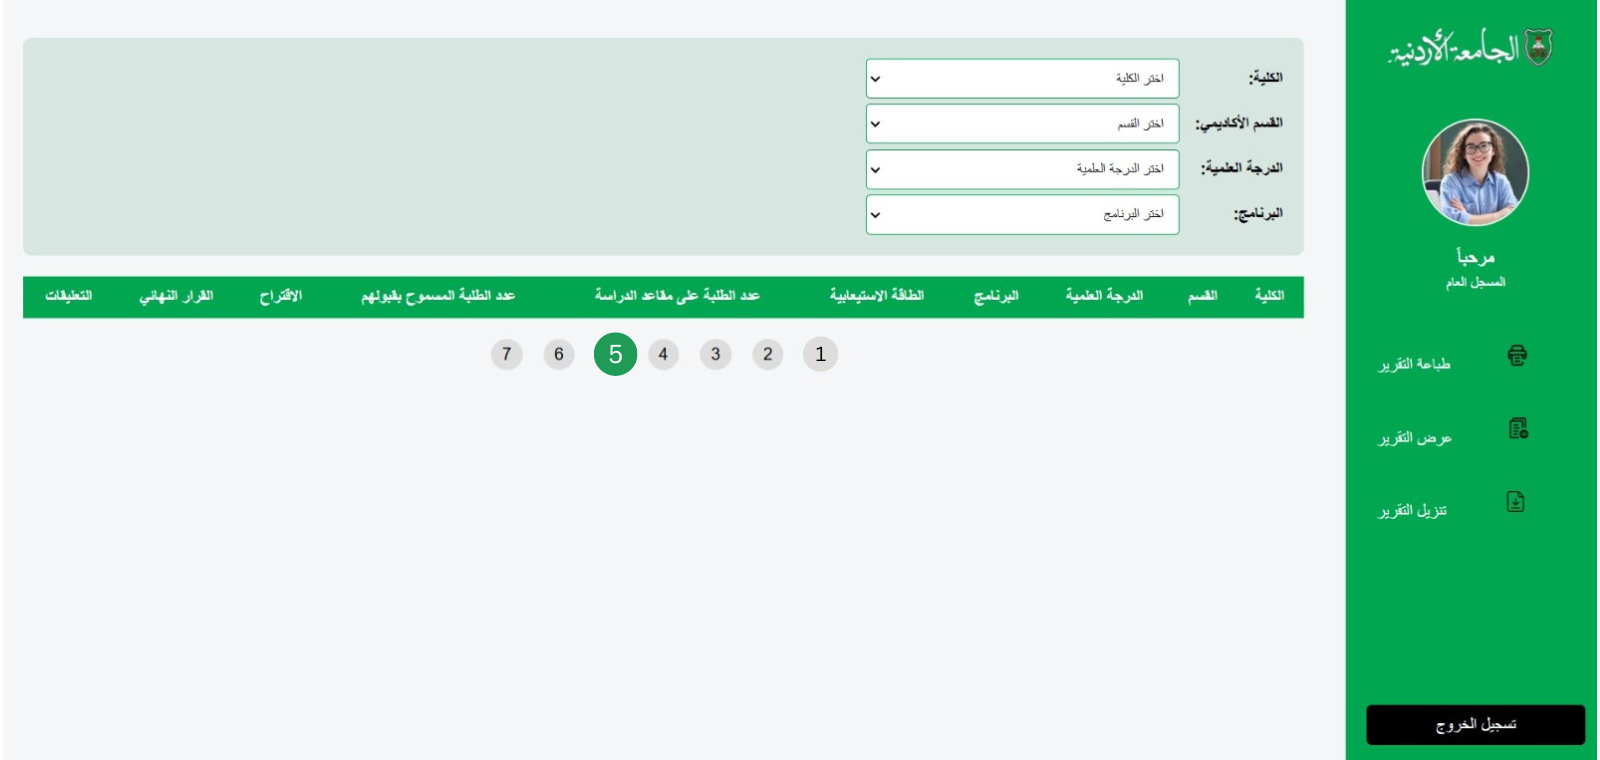 الجامعة الأردنية
مرحباً
المسجل العام
طباعة التقرير
عرض التقرير
تنزيل التقرير
تسجيل الخروج
الكلية: اختر الكلية
القسم الأكاديمي: اختر القسم
الدرجة العلمية: اختر الدرجة العلمية
البرنامج: اختر البرنامج
الكلية القسم الدرجة العلمية البرنامج الطاقة الاستيعابية عدد الطلبة على مقاعد الدراسة عدد الطلبة المسموح بقبولهم الاقتراح القرار النهائي التعليقات
1 2 3 4 5 6 7